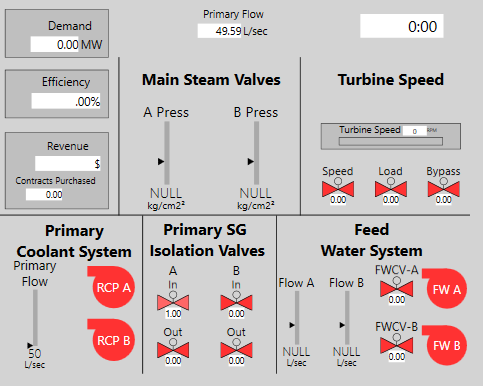 Demand
0.00 MW
Primary Flow
49.59 L/sec
0:00
Efficiency
.00%
Revenue
$
Contracts Purchased
0.00
Main Steam Valves
A Press
B Press
NULL
kg/cm2²
NULL
kg/cm2²
Turbine Speed
Turbine Speed 0 RPM
Speed
Load
Bypass
0.00
0.00
0.00
Primary
Coolant System
Primary
Flow
50
L/sec
RCP A
RCP B
Primary SG
Isolation Valves
A
In
B
In
1.00
0.00
Out
Out
0.00
0.00
Feed
Water System
Flow A
Flow B
NULL
L/sec
NULL
L/sec
FWCV-A
0.00
FW A
FWCV-B
0.00
FW B